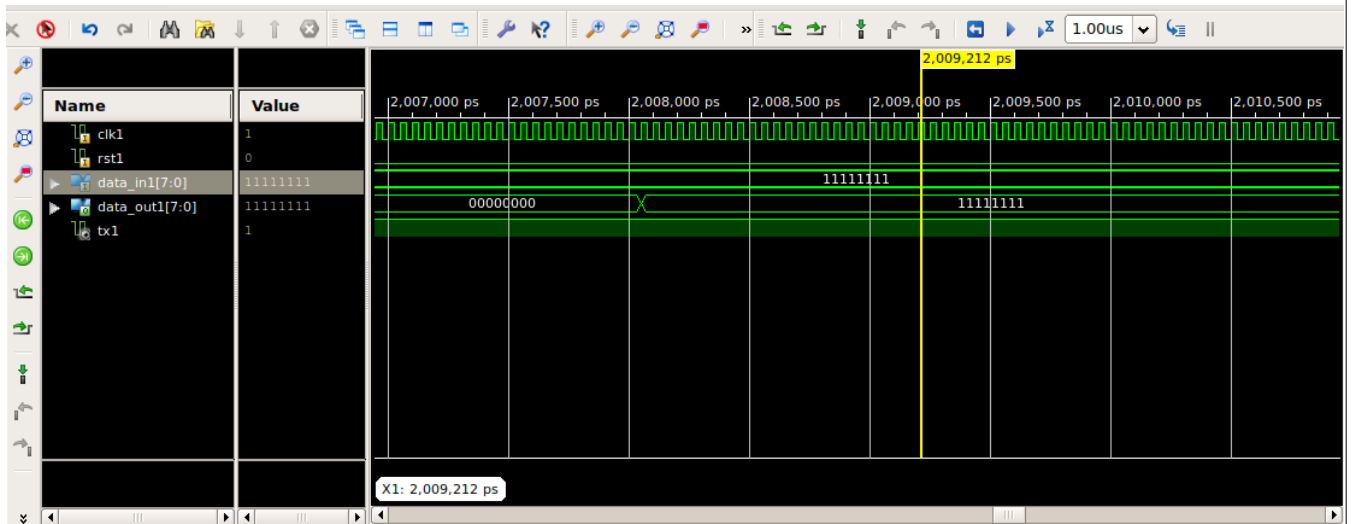 1.00us
2,009,212 ps
Name Value
2,007,000 ps 2,007,500 ps 2,008,000 ps 2,008,500 ps 2,009,000 ps 2,009,500 ps 2,010,000 ps 2,010,500 ps
clk1 1
rst1 0
data_in1[7:0] 11111111 11111111
data_out1[7:0] 11111111 00000000 11111111
tx1 1
X1: 2,009,212 ps